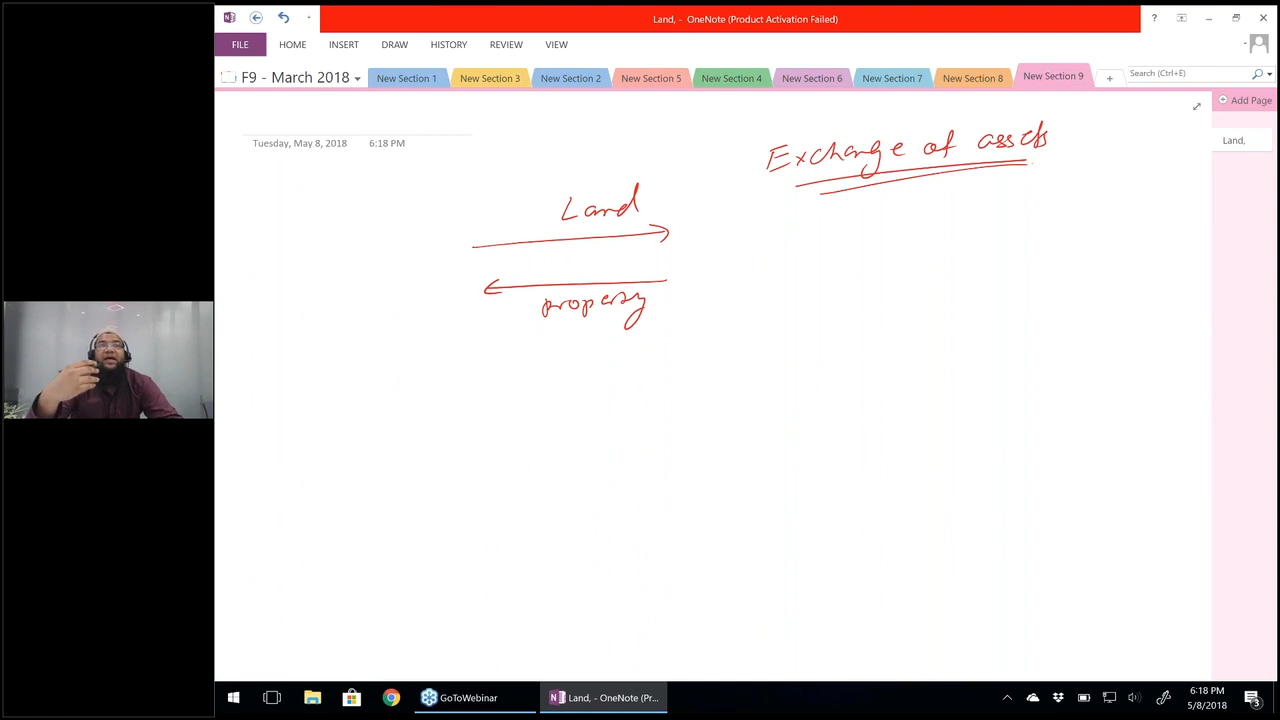 Land, - OneNote (Product Activation Failed)
?
FILE HOME INSERT DRAW HISTORY REVIEW VIEW
F9 - March 2018 New Section 1 New Section 3 New Section 2 New Section 5 New Section 4 New Section 6 New Section 7 New Section 8 New Section 9 Search (Ctrl+E)
Add Page
Land,
Tuesday, May 8, 2018 6:18 PM
Exchange of assets
Land
property
GoToWebinar Land, - OneNote (Pr... 6:18 PM
5/8/2018 3